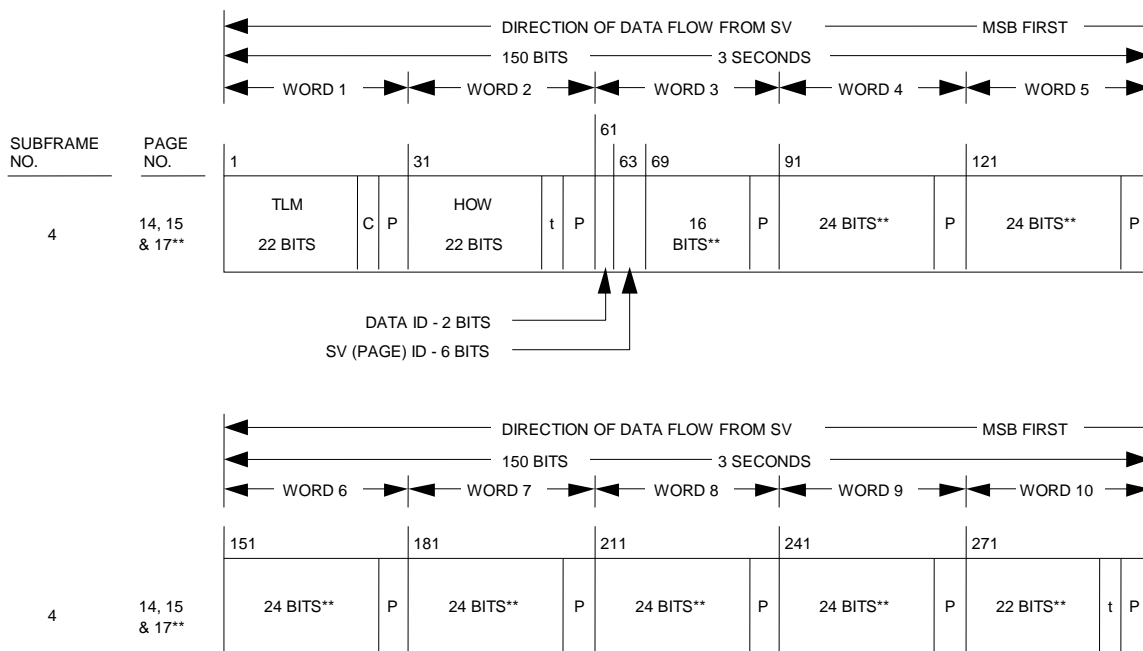 DIRECTION OF DATA FLOW FROM SV MSB FIRST
150 BITS 3 SECONDS
WORD 1 WORD 2 WORD 3 WORD 4 WORD 5
SUBFRAME NO. PAGE NO.
1 31 61 63 69 91 121
4 14, 15 & 17**
TLM 22 BITS C P HOW 22 BITS t P 16 BITS** P 24 BITS** P 24 BITS** P
DATA ID - 2 BITS
SV (PAGE) ID - 6 BITS
DIRECTION OF DATA FLOW FROM SV MSB FIRST
150 BITS 3 SECONDS
WORD 6 WORD 7 WORD 8 WORD 9 WORD 10
151 181 211 241 271
4 14, 15 & 17**
24 BITS** P 24 BITS** P 24 BITS** P 24 BITS** P 22 BITS** t P